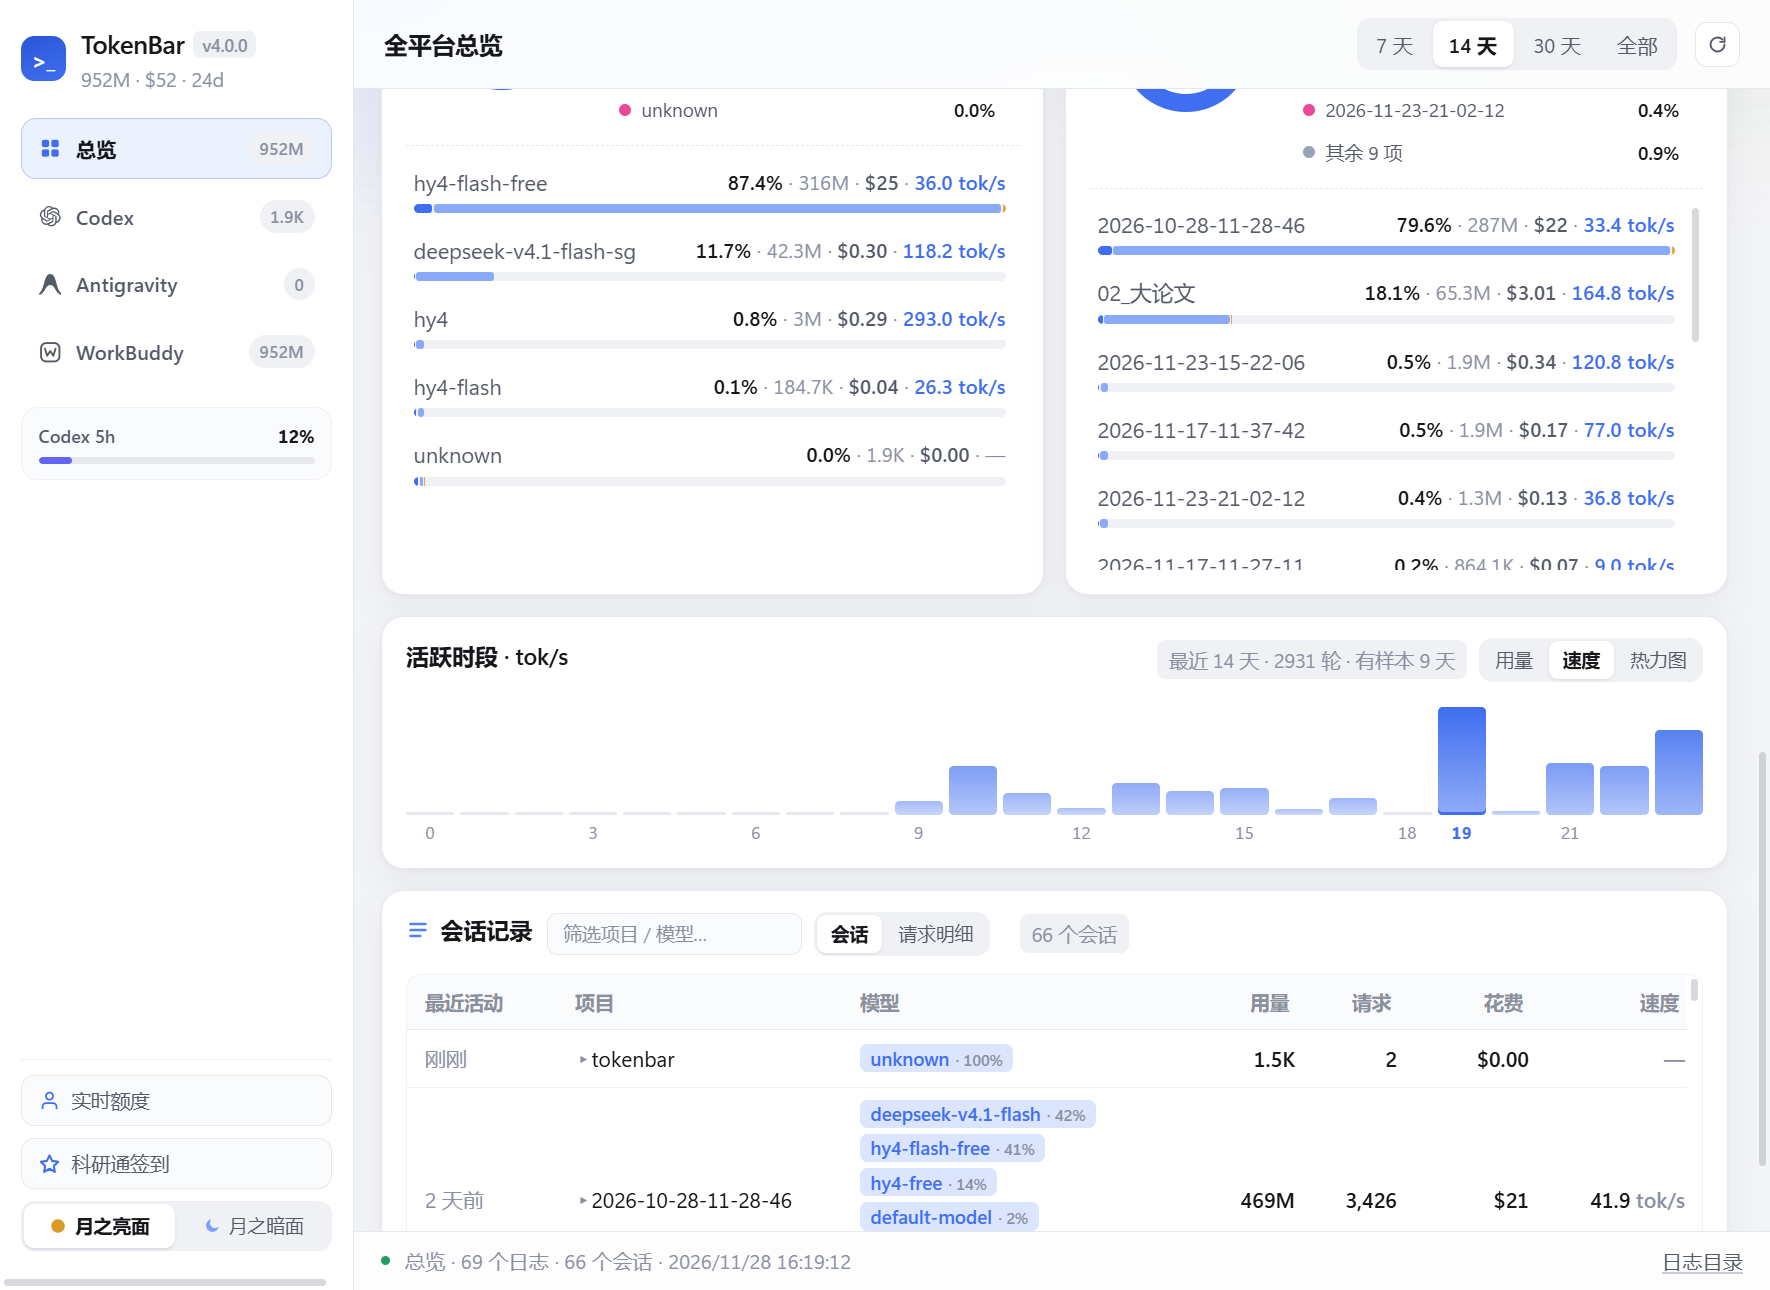 >_
TokenBar v4.0.0
952M · $52 · 24d
总览 952M
Codex 1.9K
Antigravity 0
WorkBuddy 952M
Codex 5h 12%
实时额度
科研通签到
月之亮面 月之暗面
全平台总览
7 天 14 天 30 天 全部
unknown 0.0%
hy4-flash-free 87.4% · 316M · $25 · 36.0 tok/s
deepseek-v4.1-flash-sg 11.7% · 42.3M · $0.30 · 118.2 tok/s
hy4 0.8% · 3M · $0.29 · 293.0 tok/s
hy4-flash 0.1% · 184.7K · $0.04 · 26.3 tok/s
unknown 0.0% · 1.9K · $0.00 · —
2026-11-23-21-02-12 0.4%
其余 9 项 0.9%
2026-10-28-11-28-46 79.6% · 287M · $22 · 33.4 tok/s
02_大论文 18.1% · 65.3M · $3.01 · 164.8 tok/s
2026-11-23-15-22-06 0.5% · 1.9M · $0.34 · 120.8 tok/s
2026-11-17-11-37-42 0.5% · 1.9M · $0.17 · 77.0 tok/s
2026-11-23-21-02-12 0.4% · 1.3M · $0.13 · 36.8 tok/s
2026-11-17-11-27-11 0.2% · 864.1K · $0.07 · 9.0 tok/s
活跃时段 · tok/s
最近 14 天 · 2931 轮 · 有样本 9 天
用量 速度 热力图
0 3 6 9 12 15 18 19 21
会话记录 筛选项目 / 模型... 会话 请求明细 66 个会话
最近活动 项目 模型 用量 请求 花费 速度
刚刚 ▸ tokenbar unknown · 100% 1.5K 2 $0.00 —
deepseek-v4.1-flash · 42%
hy4-flash-free · 41%
hy4-free · 14%
2 天前 ▸ 2026-10-28-11-28-46 469M 3,426 $21 41.9 tok/s
default-model · 2%
总览 · 69 个日志 · 66 个会话 · 2026/11/28 16:19:12
日志目录